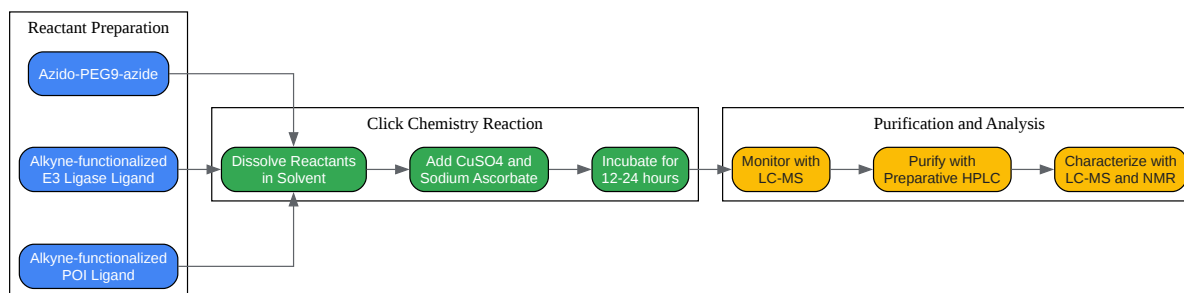 Reactant Preparation
Azido-PEG9-azide
Alkyne-functionalized
E3 Ligase Ligand
Alkyne-functionalized
POI Ligand
Click Chemistry Reaction
Dissolve Reactants
in Solvent
Add CuSO4 and
Sodium Ascorbate
Incubate for
12-24 hours
Purification and Analysis
Monitor with
LC-MS
Purify with
Preparative HPLC
Characterize with
LC-MS and NMR